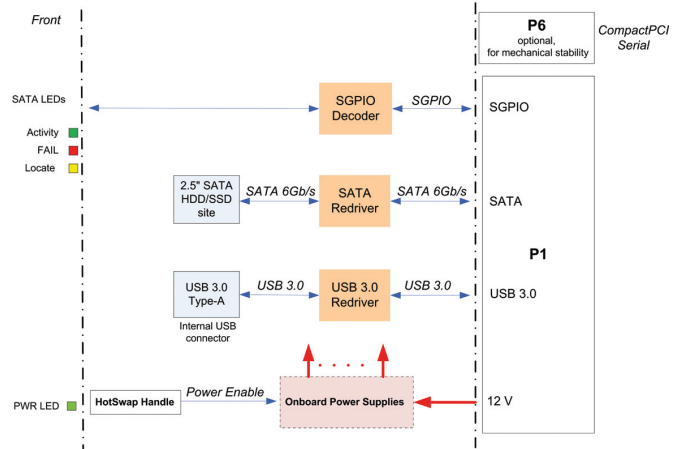 Front
P6
optional,
for mechanical stability
CompactPCI
Serial
SATA LEDs
SGPIO
Decoder
SGPIO
SGPIO
Activity
FAIL
Locate
2.5" SATA
HDD/SSD
site
SATA 6Gb/s
SATA
Redriver
SATA 6Gb/s
SATA
P1
USB 3.0
Type-A
USB 3.0
USB 3.0
Redriver
USB 3.0
USB 3.0
Internal USB
connector
. . . .
PWR LED
HotSwap Handle
Power Enable
Onboard Power Supplies
12 V